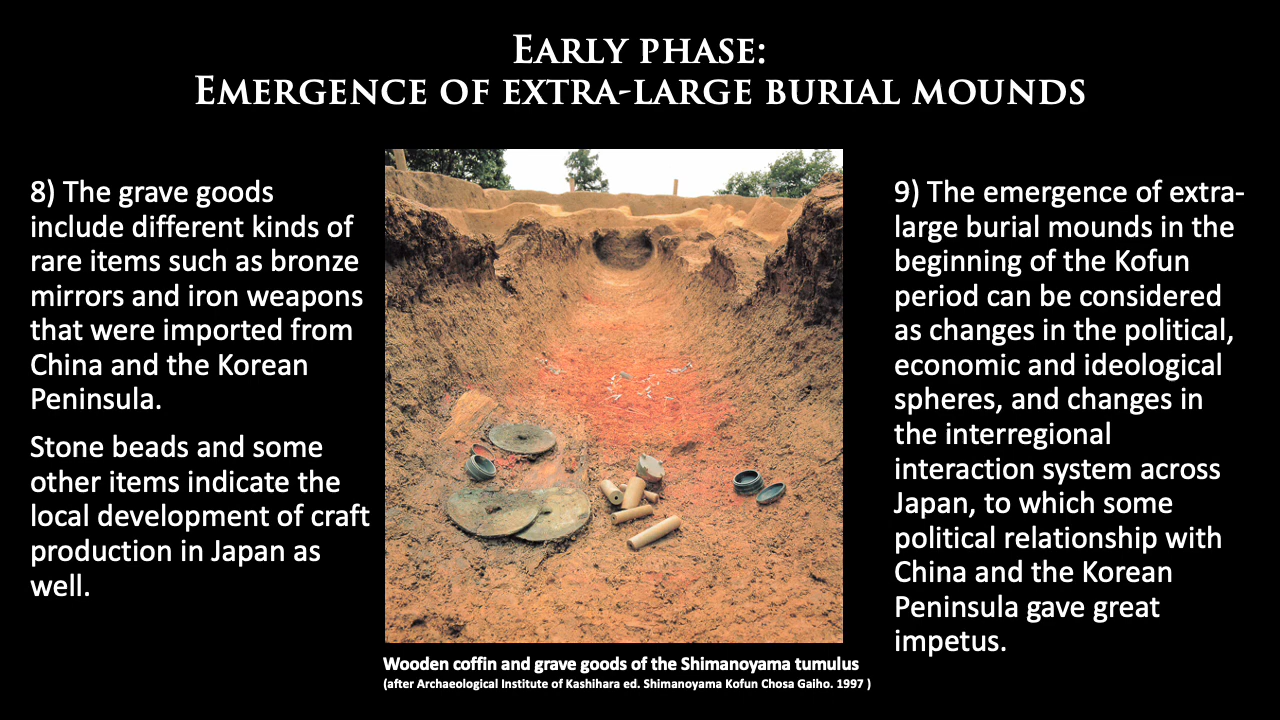 EARLY PHASE:
EMERGENCE OF EXTRA-LARGE BURIAL MOUNDS
8) The grave goods
include different kinds of
rare items such as bronze
mirrors and iron weapons
that were imported from
China and the Korean
Peninsula.
Stone beads and some
other items indicate the
local development of craft
production in Japan as
well.
Wooden coffin and grave goods of the Shimanoyama tumulus
(after Archaeological Institute of Kashihara ed. Shimanoyama Kofun Chosa Gaiho. 1997 )
9) The emergence of extra-
large burial mounds in the
beginning of the Kofun
period can be considered
as changes in the political,
economic and ideological
spheres, and changes in
the interregional
interaction system across
Japan, to which some
political relationship with
China and the Korean
Peninsula gave great
impetus.